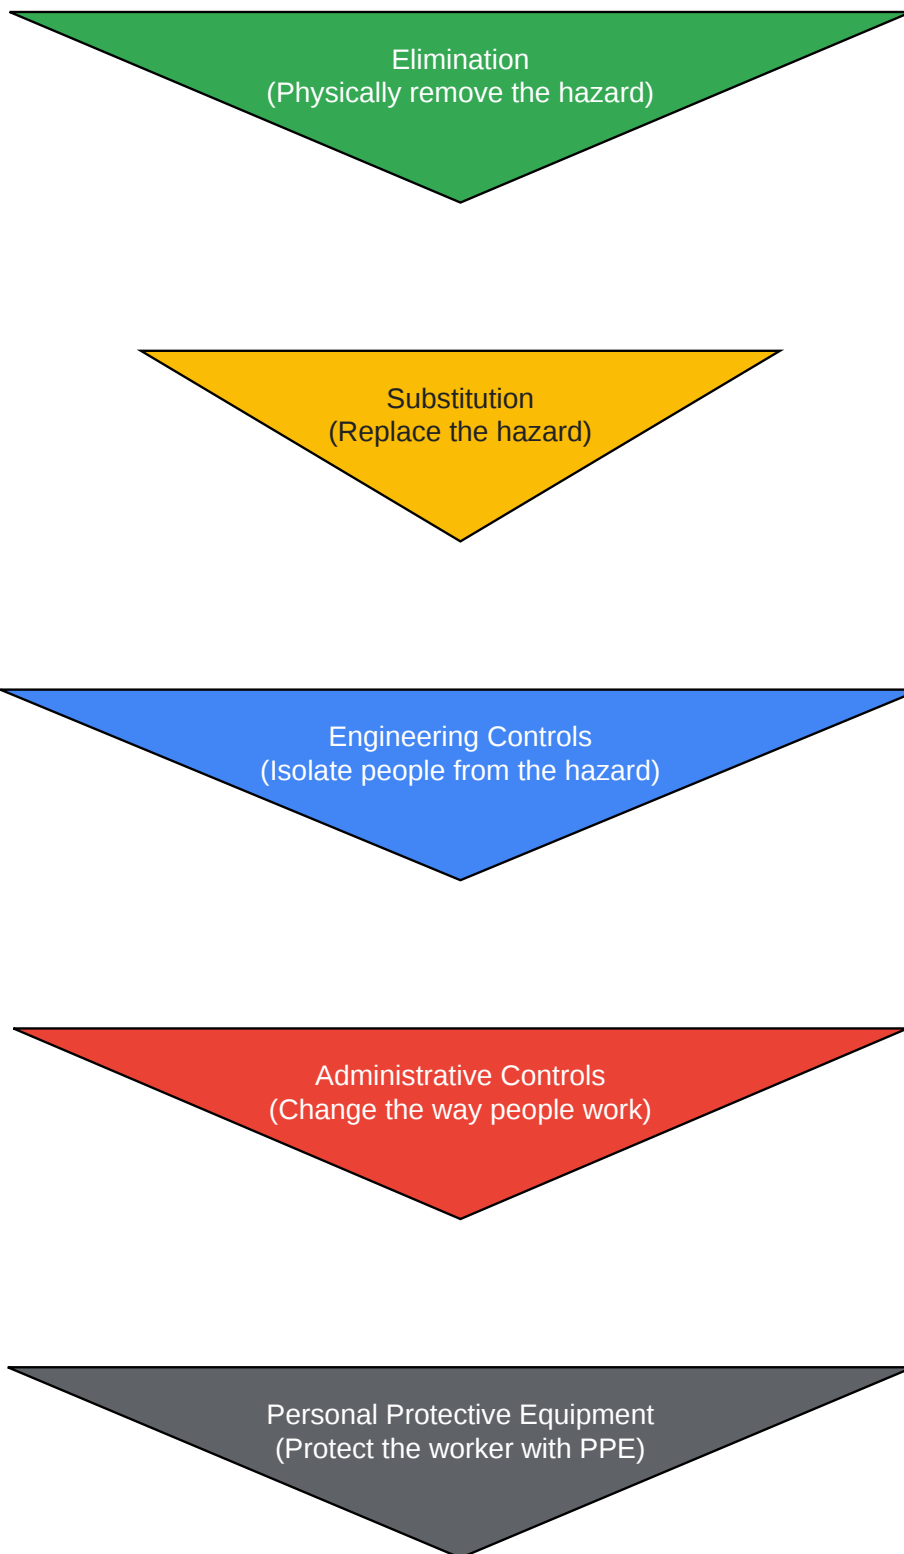 Elimination
(Physically remove the hazard)
Substitution
(Replace the hazard)
Engineering Controls
(Isolate people from the hazard)
Administrative Controls
(Change the way people work)
Personal Protective Equipment
(Protect the worker with PPE)